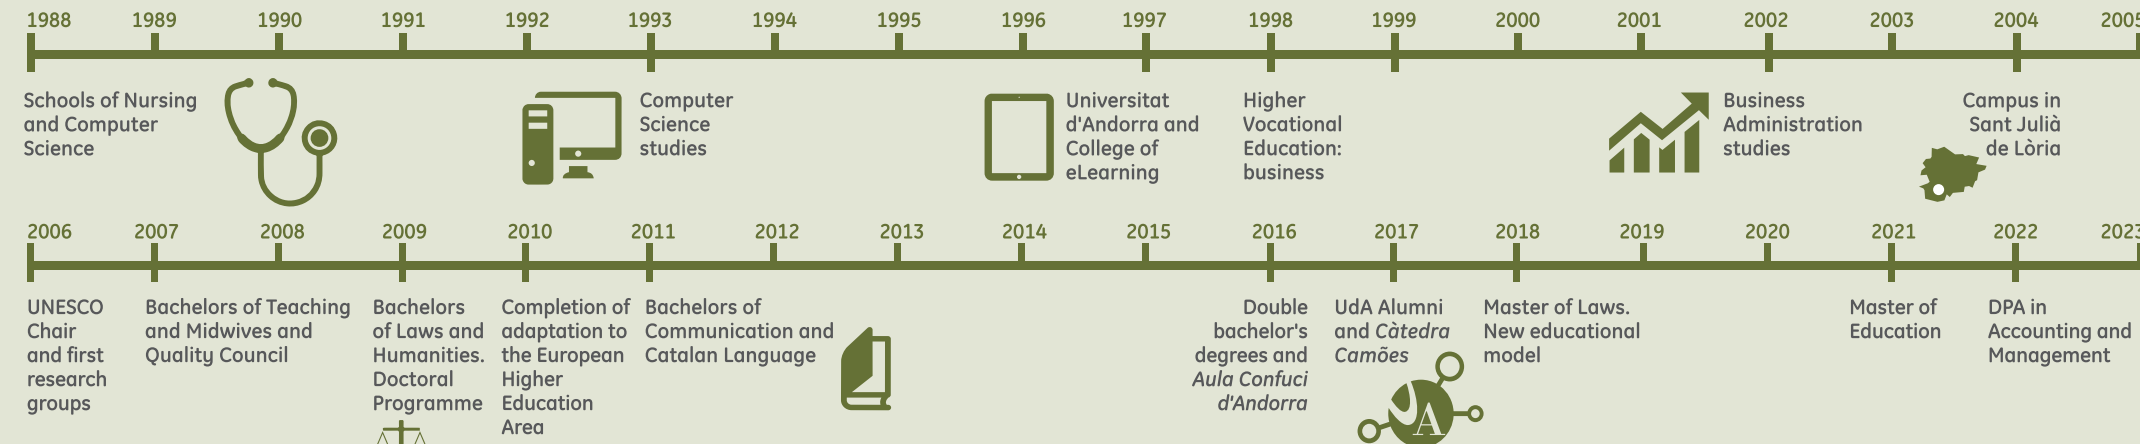 1988 1989 1990 1991 1992 1993 1994 1995 1996 1997 1998 1999 2000 2001 2002 2003 2004 2005
Schools of Nursing
and Computer
Science
Computer
Science
studies
Universitat
d'Andorra and
College of
eLearning
Higher
Vocational
Education:
business
Business
Administration
studies
Campus in
Sant Julià
de Lòria
2006 2007 2008 2009 2010 2011 2012 2013 2014 2015 2016 2017 2018 2019 2020 2021 2022 2023
UNESCO
Chair
and first
research
groups
Bachelors of Teaching
and Midwives and
Quality Council
Bachelors
of Laws and
Humanities.
Doctoral
Programme
Completion of
adaptation to
the European
Higher
Education
Area
Bachelors of
Communication and
Catalan Language
Double
bachelor's
degrees and
Aula Confuci
d'Andorra
UdA Alumni
and Càtedra
Camões
A
Master of Laws.
New educational
model
Master of
Education
DPA in
Accounting and
Management